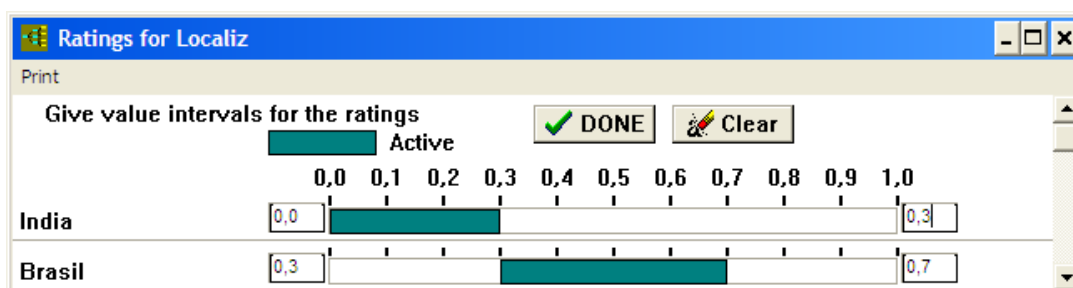 Ratings for Localiz
Print
Give value intervals for the ratings
DONE
Clear
Active
0,0 0,1 0,2 0,3 0,4 0,5 0,6 0,7 0,8 0,9 1,0
India 0,0 0,3
Brasil 0,3 0,7